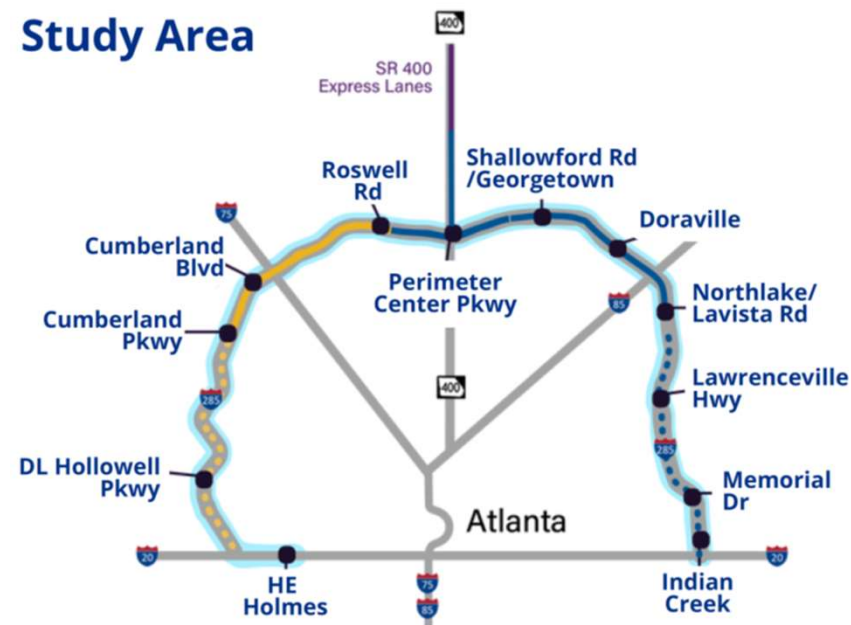 Study Area
400
SR 400
Express Lanes
Shallowford Rd
/Georgetown
Roswell
Rd
75
Doraville
Cumberland
Blvd
Perimeter
Center Pkwy
85
Northlake/
Lavista Rd
Cumberland
Pkwy
400
Lawrenceville
Hwy
285
285
DL Hollowell
Pkwy
Memorial
Dr
Atlanta
20
20
HE
Holmes
75
85
Indian
Creek